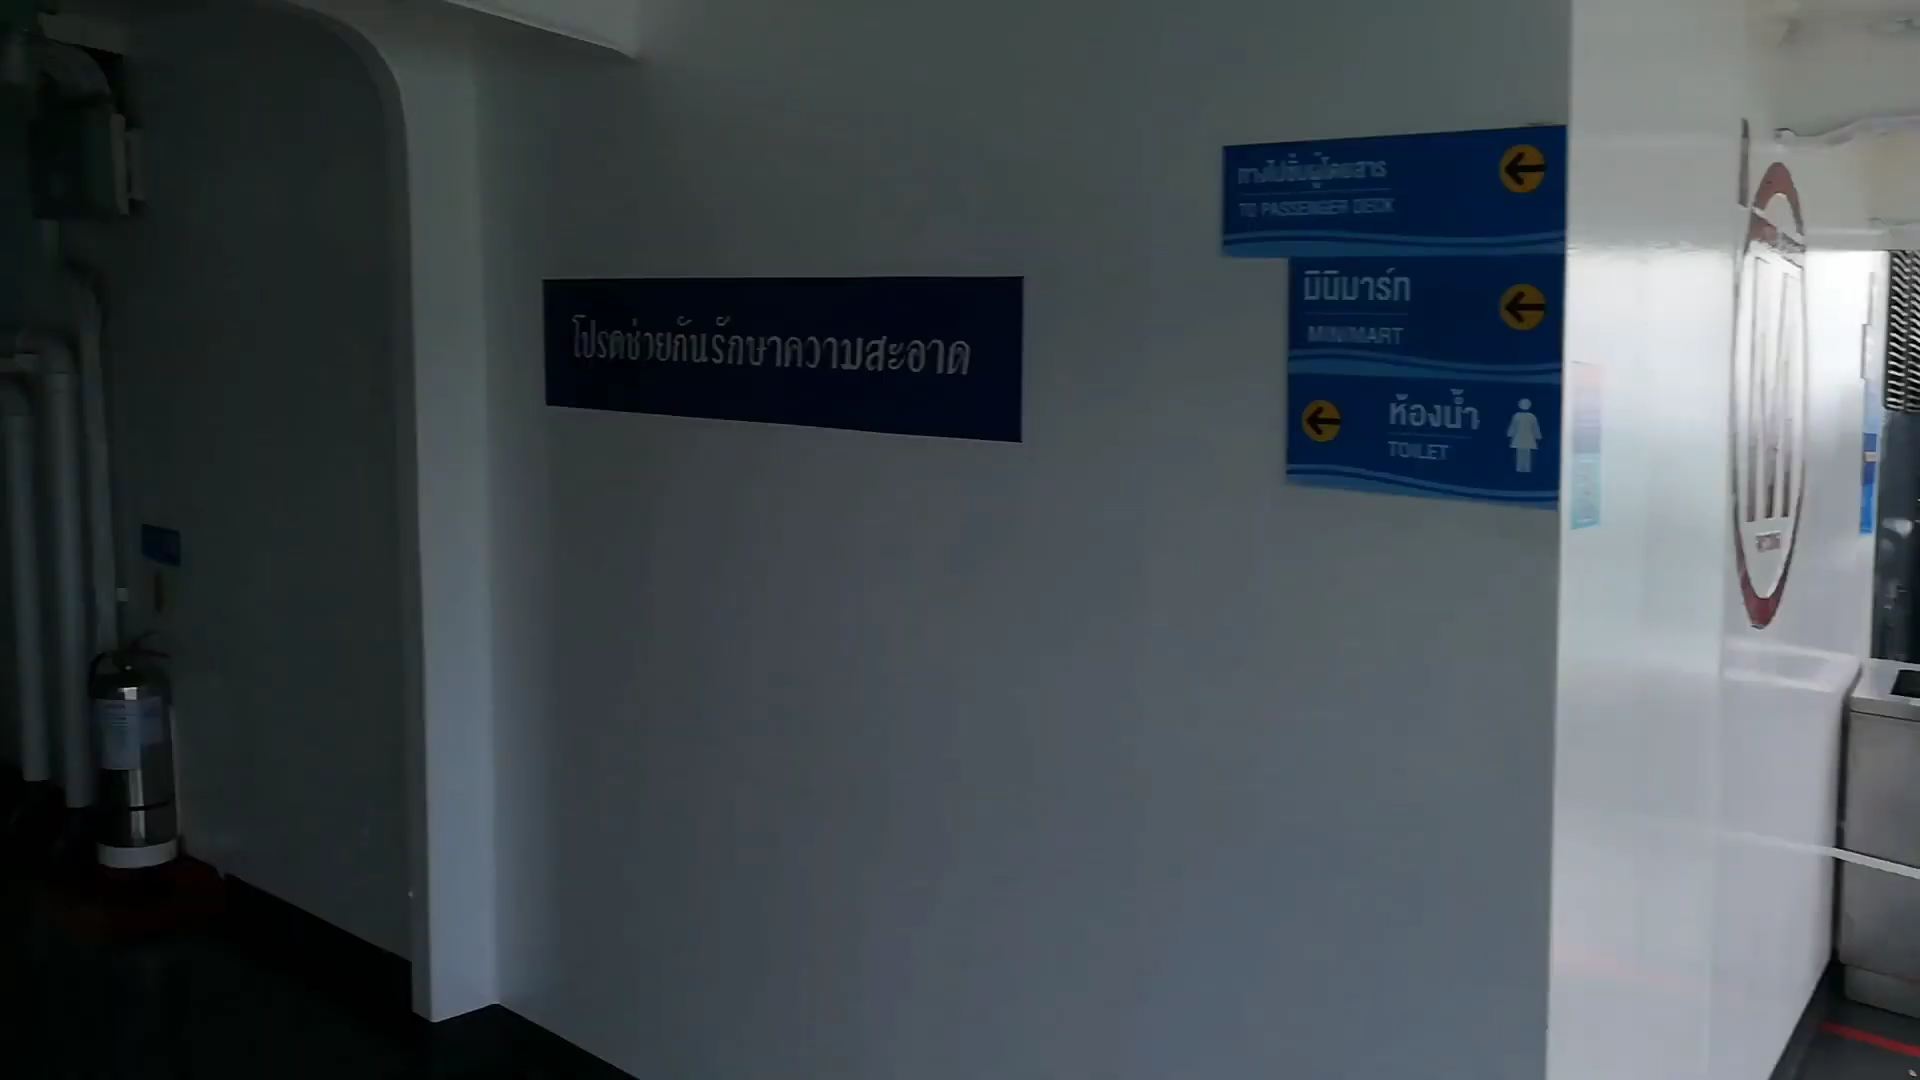 โปรดช่วยกันรักษาความสะอาด
ทางไปชั้นผู้โดยสาร
TO PASSENGER DECK
มินิมาร์ท
MINIMART
ห้องน้ำ
TOILET